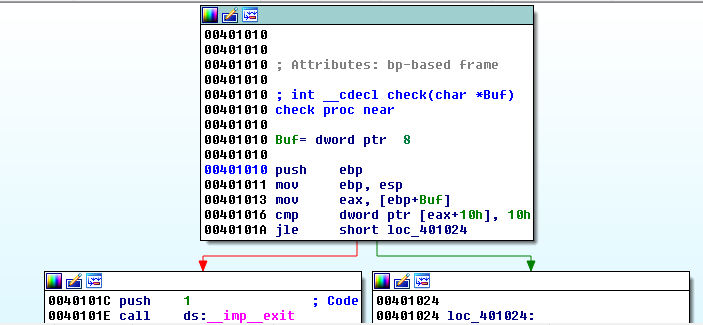 00401010
00401010
00401010 ; Attributes: bp-based frame
00401010
00401010 ; int __cdecl check(char *Buf)
00401010 check proc near
00401010
00401010 Buf= dword ptr  8
00401010
00401010 push    ebp
00401011 mov     ebp, esp
00401013 mov     eax, [ebp+Buf]
00401016 cmp     dword ptr [eax+10h], 10h
0040101A jle     short loc_401024
0040101C push    1               ; Code
0040101E call    ds:__imp__exit
00401024
00401024 loc_401024: